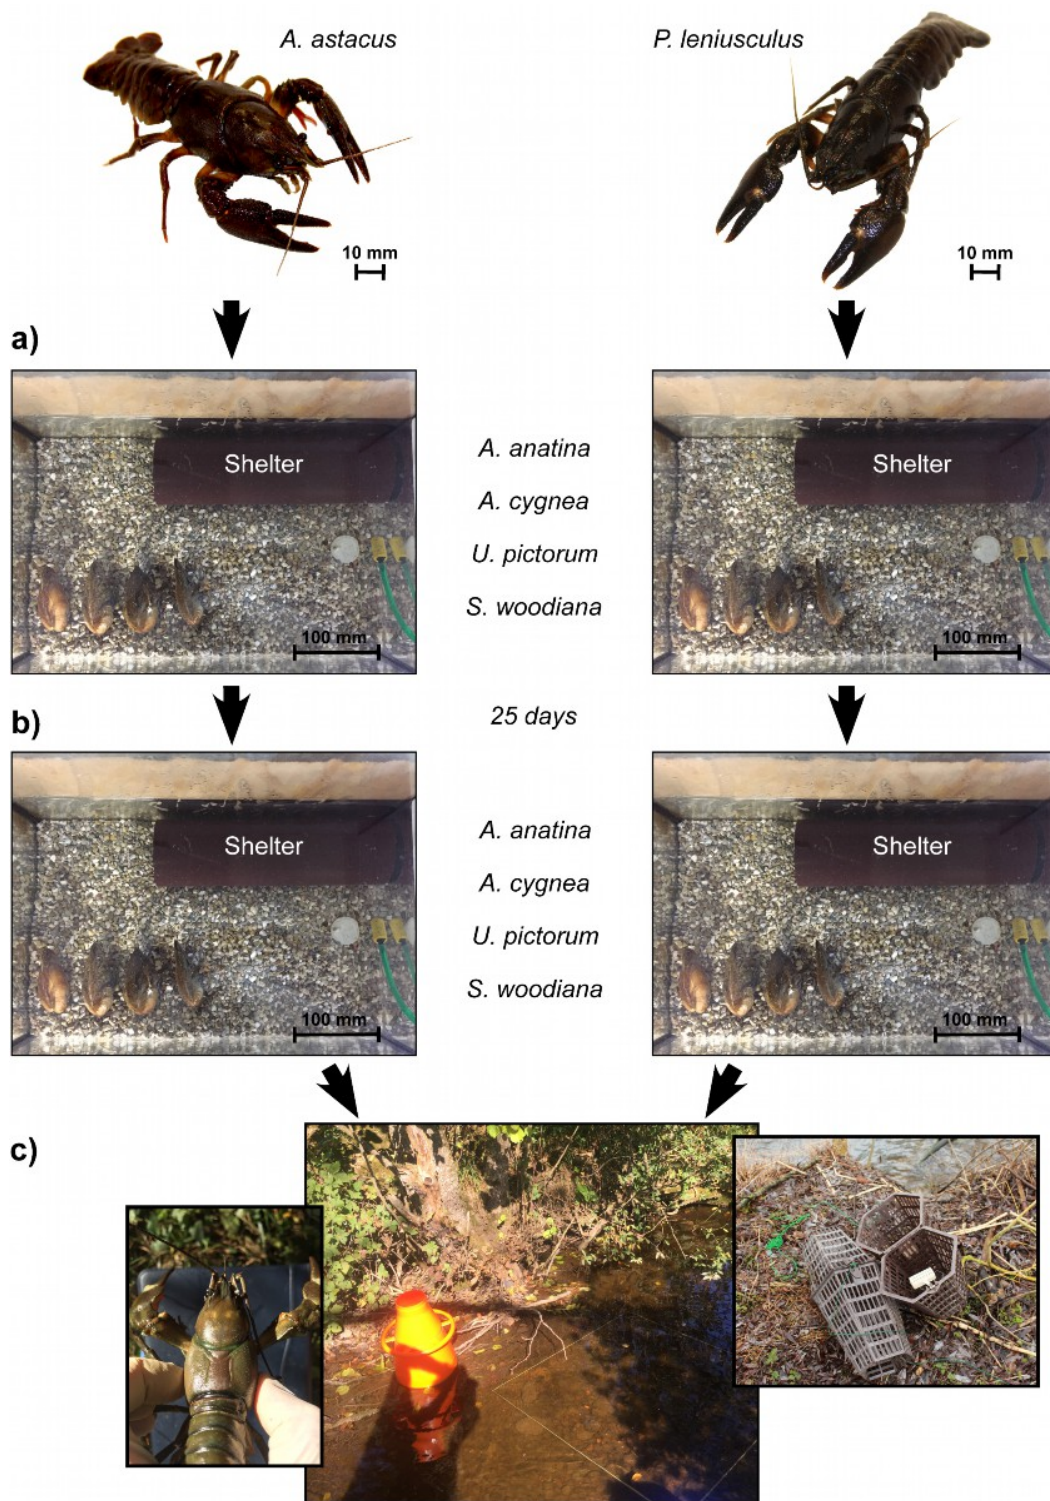 A. astacus
P. leniusculus
10 mm
10 mm
a)
Shelter
Shelter
A. anatina
A. cygnea
U. pictorum
S. woodiana
100 mm
100 mm
b)
25 days
Shelter
Shelter
A. anatina
A. cygnea
U. pictorum
S. woodiana
100 mm
100 mm
c)